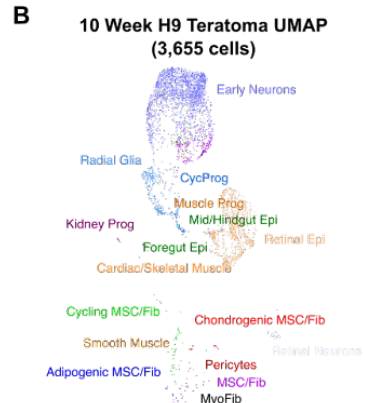 B
10 Week H9 Teratoma UMAP
(3,655 cells)
Early Neurons
Radial Glia
CycProg
Muscle Prog
Mid/Hindgut Epi
Kidney Prog
Retinal Epi
Foregut Epi
Cardiac/Skeletal Muscle
Cycling MSC/Fib
Chondrogenic MSC/Fib
Smooth Muscle
Retinal Neurons
Adipogenic MSC/Fib
Pericytes
MSC/Fib
MyoFib